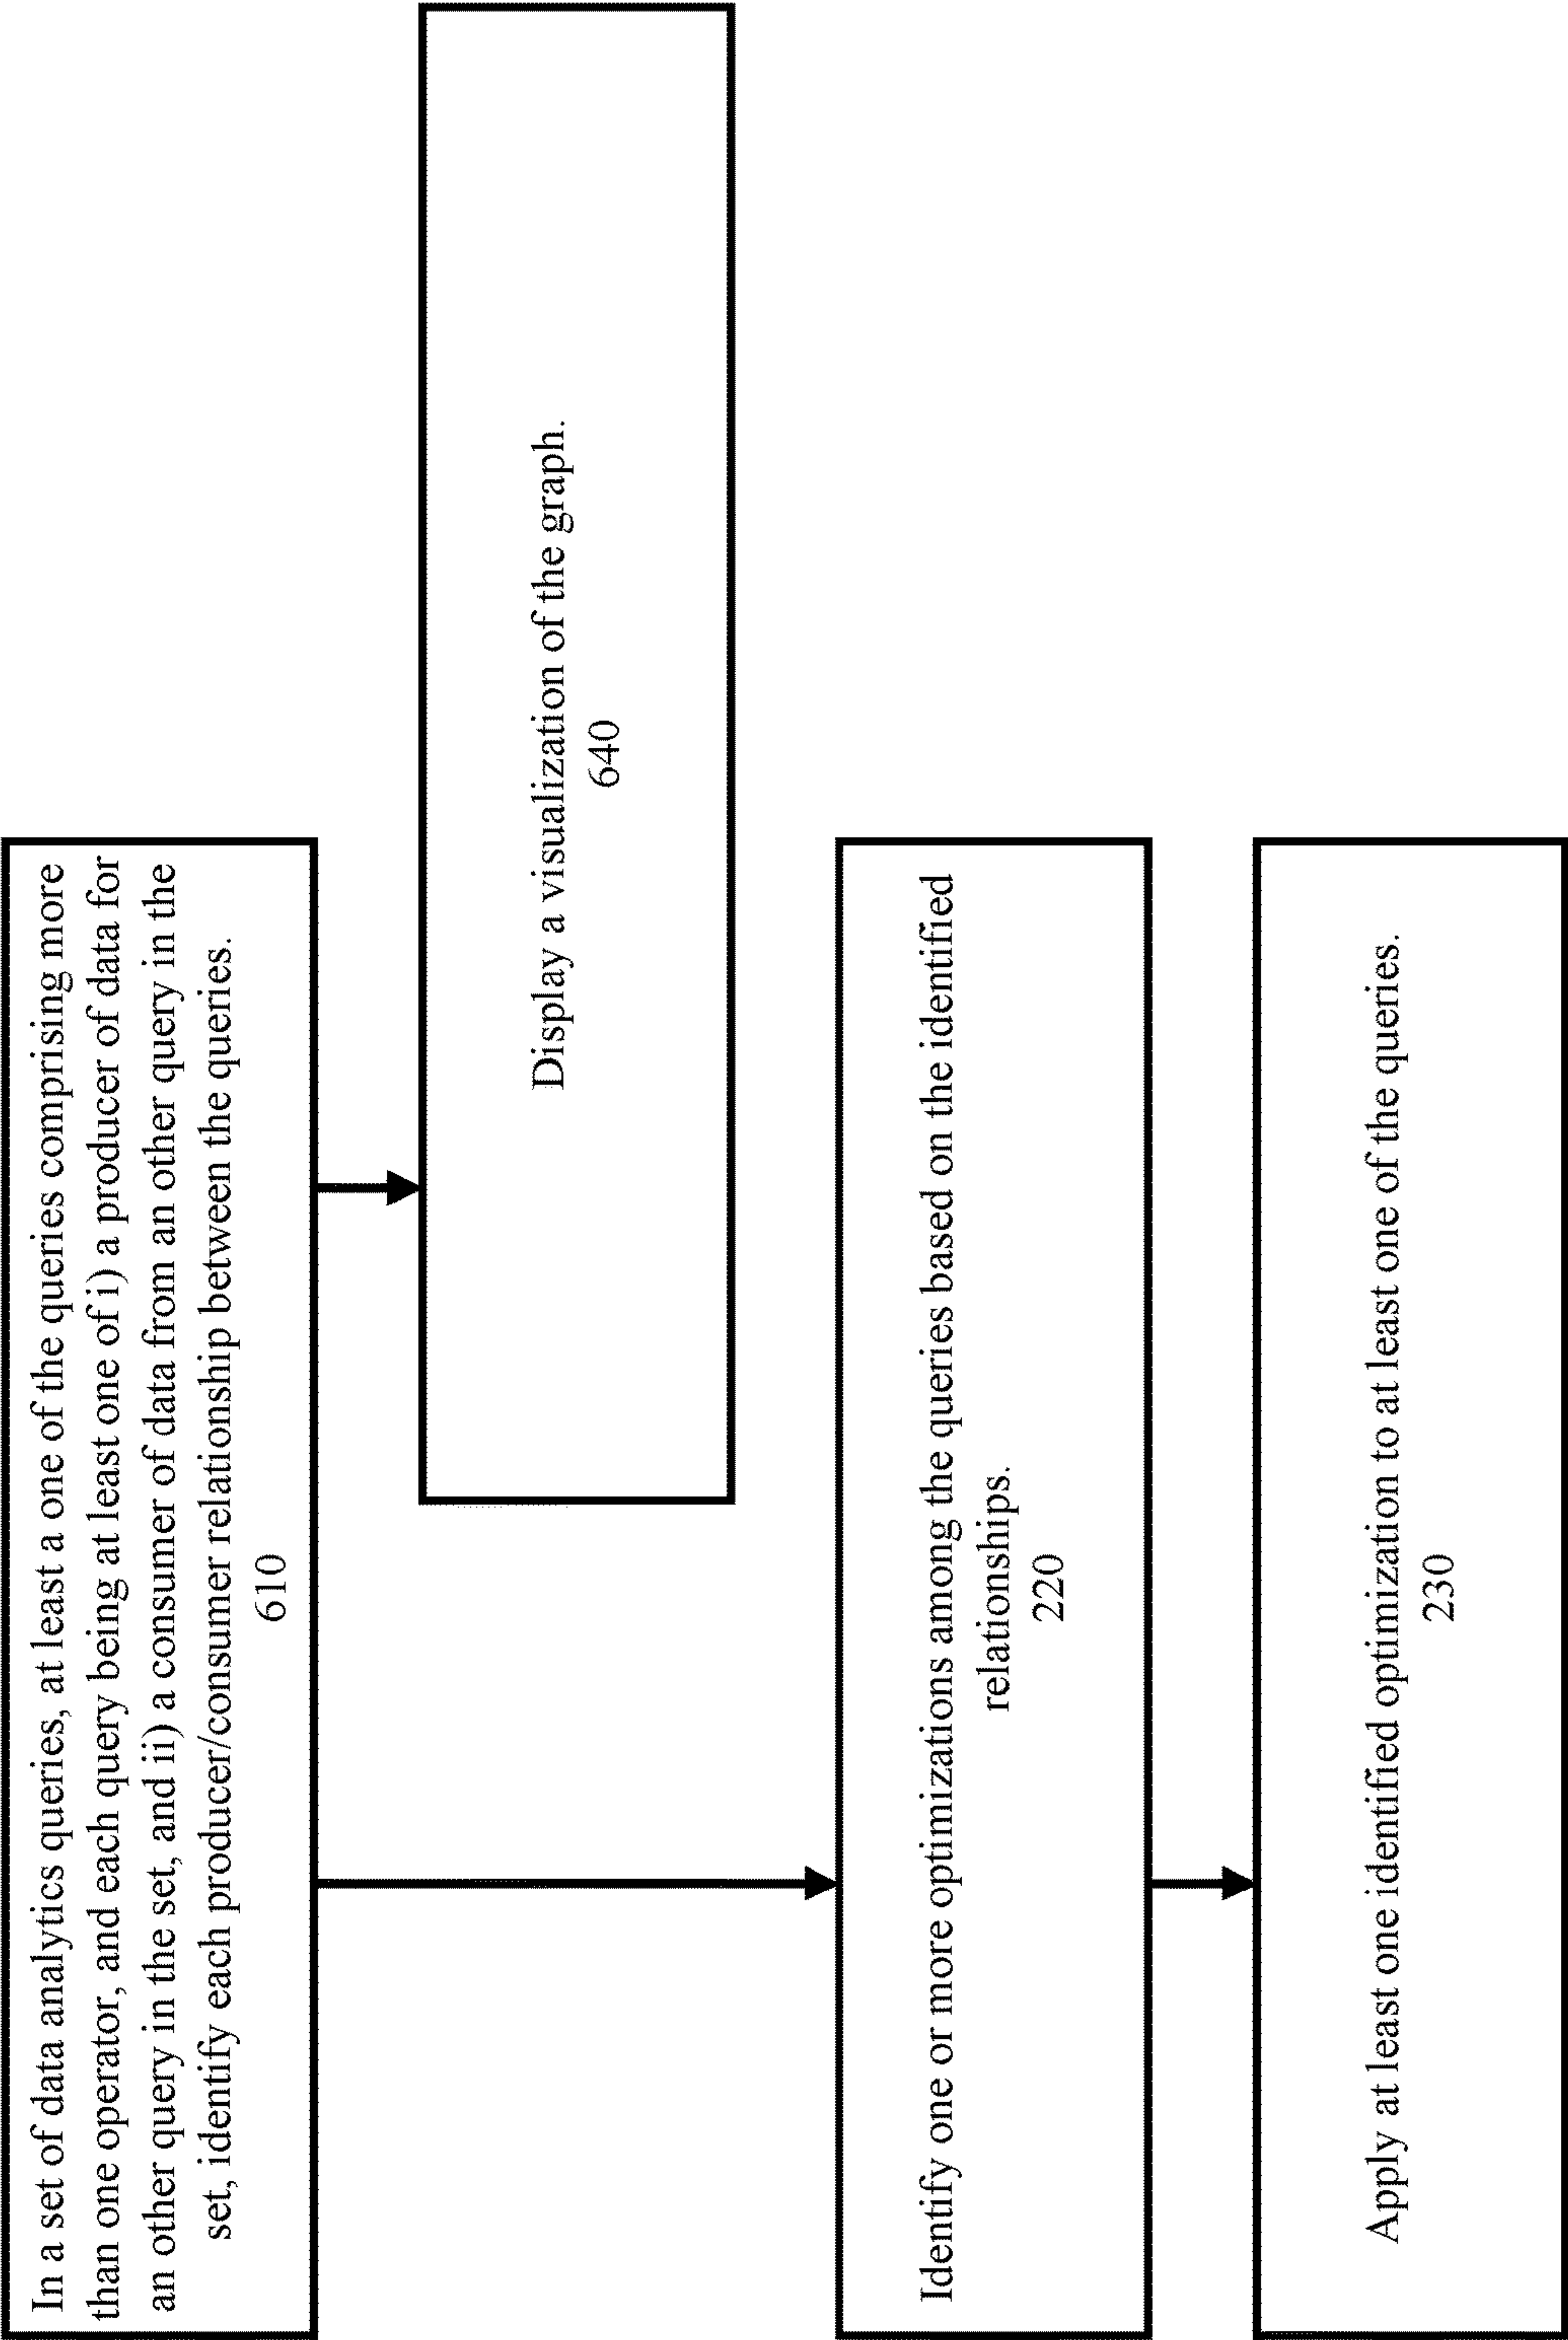 In a set of data analytics queries, at least a one of the queries comprising more
than one operator, and each query being at least one of i) a producer of data for
an other query in the set, and ii) a consumer of data from an other query in the
set, identify each producer/consumer relationship between the queries.
610
Display a visualization of the graph.
640
Identify one or more optimizations among the queries based on the identified
relationships.
220
Apply at least one identified optimization to at least one of the queries.
230